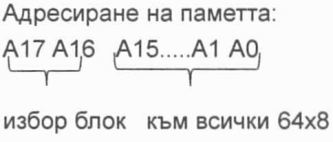 Адресиране на паметта:
A17 A16 A15.....A1 A0
избор блок към всички 64x8